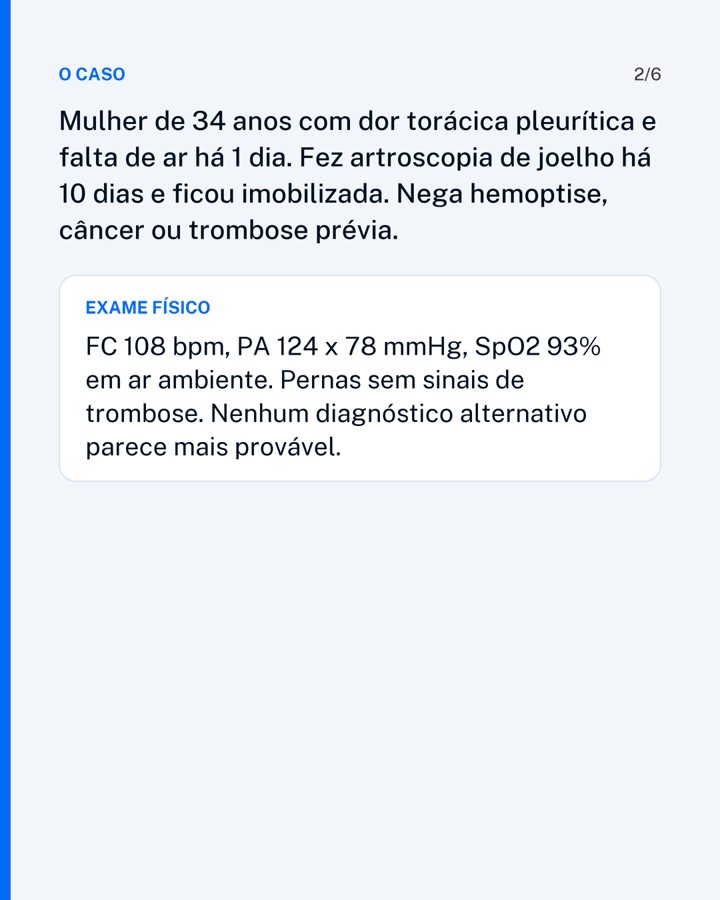 O CASO
2/6
Mulher de 34 anos com dor torácica pleurítica e
falta de ar há 1 dia. Fez artroscopia de joelho há
10 dias e ficou imobilizada. Nega hemoptise,
câncer ou trombose prévia.
EXAME FÍSICO
FC 108 bpm, PA 124 x 78 mmHg, SpO2 93%
em ar ambiente. Pernas sem sinais de
trombose. Nenhum diagnóstico alternativo
parece mais provável.